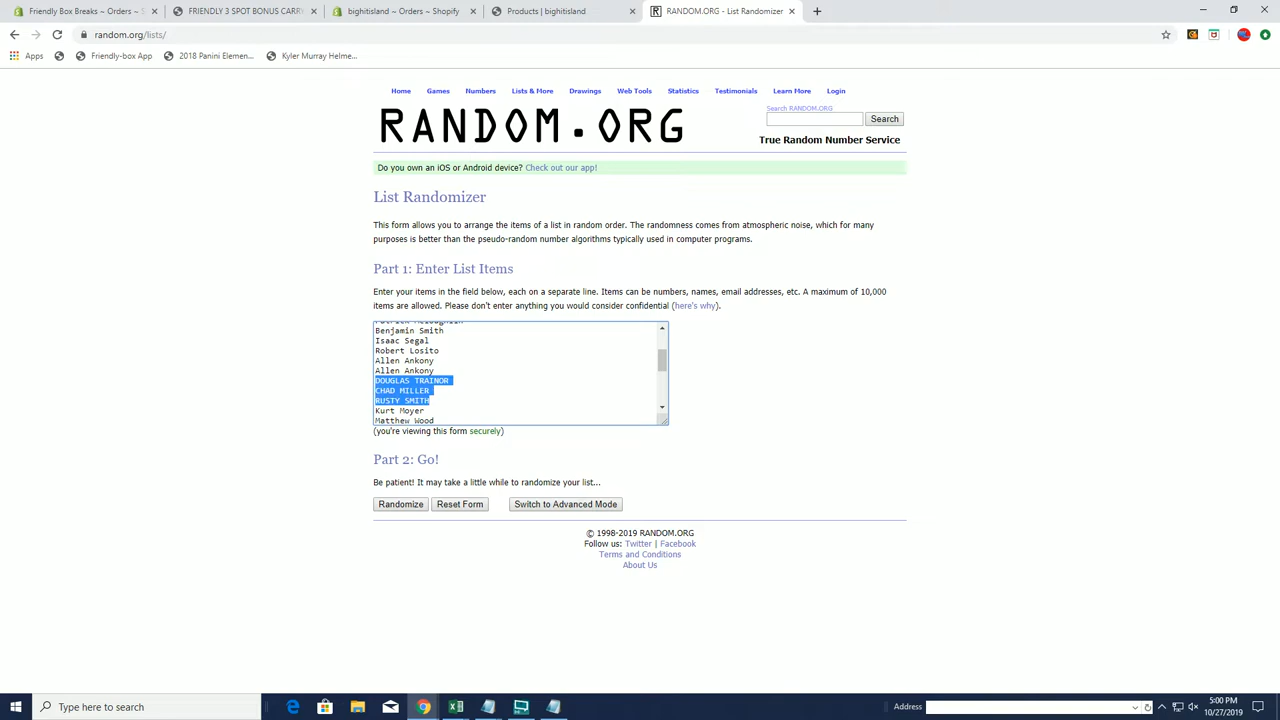 Friendly Box Breaks ~ Orders ~ S
FRIENDLY 3 SPOT BONUS CARRY
bightitisland ~ Orders ~ Shopify
Products | bightitisland
RANDOM.ORG - List Randomizer
random.org/lists/
Apps
Friendly-box App
2018 Panini Elemen...
Kyler Murray Helme...
Home Games Numbers Lists & More Drawings Web Tools Statistics Testimonials Learn More Login
RANDOM.ORG
Search RANDOM.ORG
Search
True Random Number Service
Do you own an iOS or Android device? Check out our app!
List Randomizer
This form allows you to arrange the items of a list in random order. The randomness comes from atmospheric noise, which for many
purposes is better than the pseudo-random number algorithms typically used in computer programs.
Part 1: Enter List Items
Enter your items in the field below, each on a separate line. Items can be numbers, names, email addresses, etc. A maximum of 10,000
items are allowed. Please don't enter anything you would consider confidential (here's why).
Patrick McLoughlin
Benjamin Smith
Isaac Segal
Robert Losito
Allen Ankony
Allen Ankony
DOUGLAS TRAINOR
CHAD MILLER
RUSTY SMITH
Kurt Moyer
Matthew Wood
(you're viewing this form securely)
Part 2: Go!
Be patient! It may take a little while to randomize your list...
Randomize Reset Form Switch to Advanced Mode
© 1998-2019 RANDOM.ORG
Follow us: Twitter | Facebook
Terms and Conditions
About Us
Type here to search
Address
5:00 PM
10/27/2019